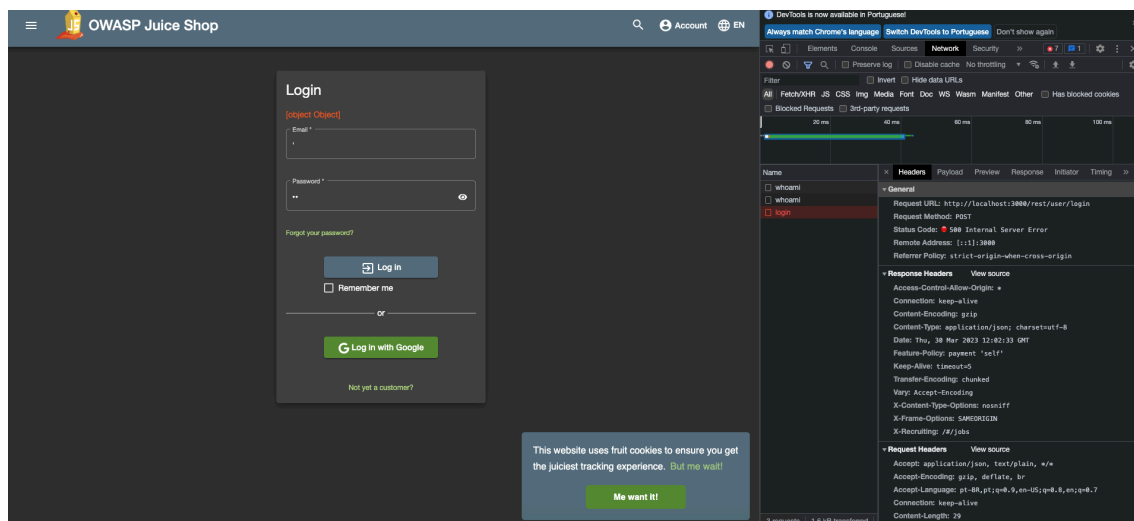 OWASP Juice Shop
Account
EN
Login
[object Object]
Email *
'
Password *
••
Forgot your password?
Log in
Remember me
or
G Log in with Google
Not yet a customer?
This website uses fruit cookies to ensure you get
the juiciest tracking experience. But me wait!
Me want it!
DevTools is now available in Portuguese!
Always match Chrome's language
Switch DevTools to Portuguese
Don't show again
Elements Console Sources Network Security » 7 1
Preserve log Disable cache No throttling
Filter Invert Hide data URLs
All Fetch/XHR JS CSS Img Media Font Doc WS Wasm Manifest Other Has blocked cookies
Blocked Requests 3rd-party requests
20 ms 40 ms 60 ms 80 ms 100 ms
Name
whoami
whoami
login
× Headers Payload Preview Response Initiator Timing »
General
Request URL: http://localhost:3000/rest/user/login
Request Method: POST
Status Code: 500 Internal Server Error
Remote Address: [::1]:3000
Referrer Policy: strict-origin-when-cross-origin
Response Headers View source
Access-Control-Allow-Origin: *
Connection: keep-alive
Content-Encoding: gzip
Content-Type: application/json; charset=utf-8
Date: Thu, 30 Mar 2023 12:02:33 GMT
Feature-Policy: payment 'self'
Keep-Alive: timeout=5
Transfer-Encoding: chunked
Vary: Accept-Encoding
X-Content-Type-Options: nosniff
X-Frame-Options: SAMEORIGIN
X-Recruiting: /#/jobs
Request Headers View source
Accept: application/json, text/plain, */*
Accept-Encoding: gzip, deflate, br
Accept-Language: pt-BR,pt;q=0.9,en-US;q=0.8,en;q=0.7
Connection: keep-alive
Content-Length: 29